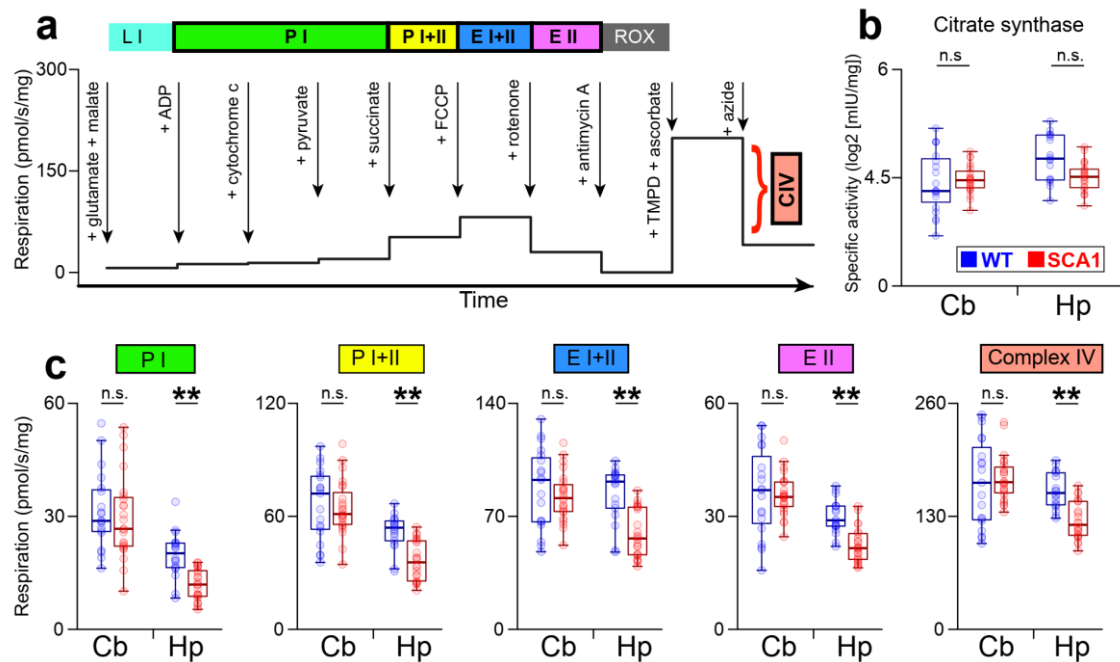 a
L I
P I
P I+II
E I+II
E II
ROX
Respiration (pmol/s/mg)
300
150
0
+ glutamate + malate
+ ADP
+ cytochrome c
+ pyruvate
+ succinate
+ FCCP
+ rotenone
+ antimycin A
+ TMPD + ascorbate
+ azide
CIV
Time
b
Citrate synthase
n.s
n.s.
Specific activity (log2 [mIU/mg])
6
4.5
0
WT
SCA1
Cb
Hp
c
P I
n.s.
**
Respiration (pmol/s/mg)
60
30
0
Cb
Hp
P I+II
n.s.
**
120
60
0
Cb
Hp
E I+II
n.s.
**
140
70
0
Cb
Hp
E II
n.s.
**
60
30
0
Cb
Hp
Complex IV
n.s.
**
260
130
0
Cb
Hp